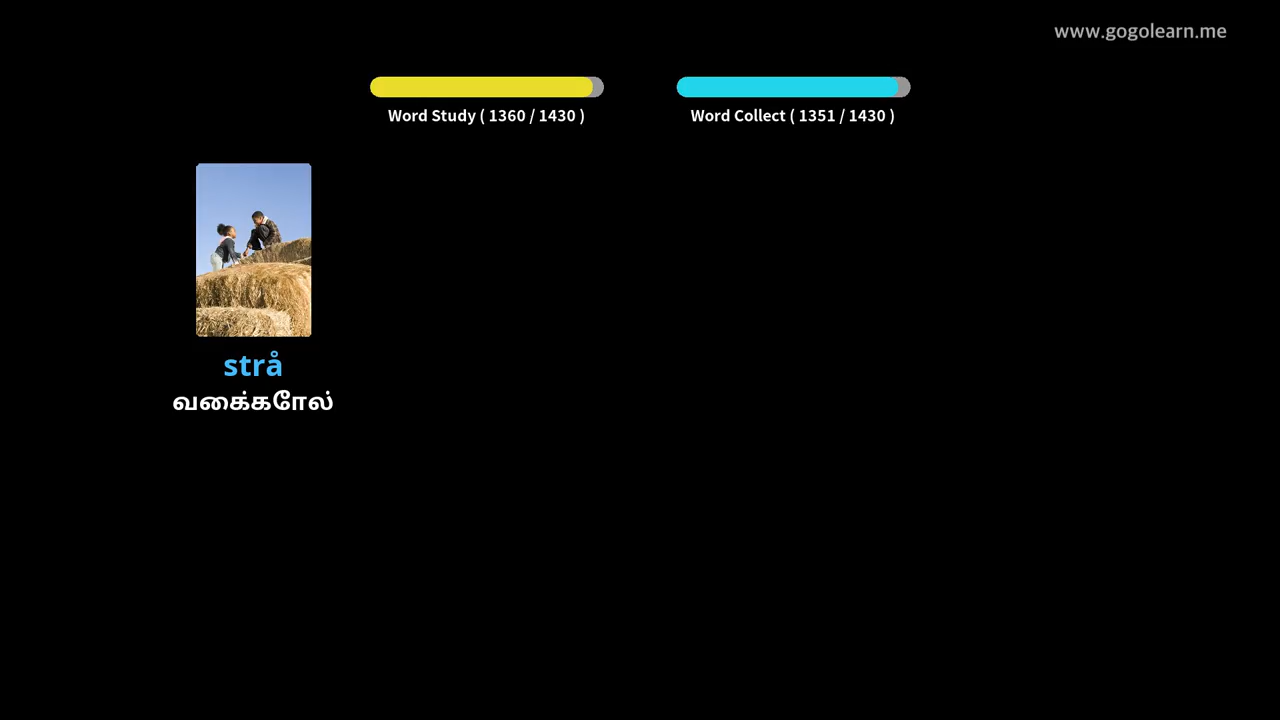 www.gogolearn.me
Word Study ( 1360 / 1430 )
Word Collect ( 1351 / 1430 )
strå
வைக்கோல்